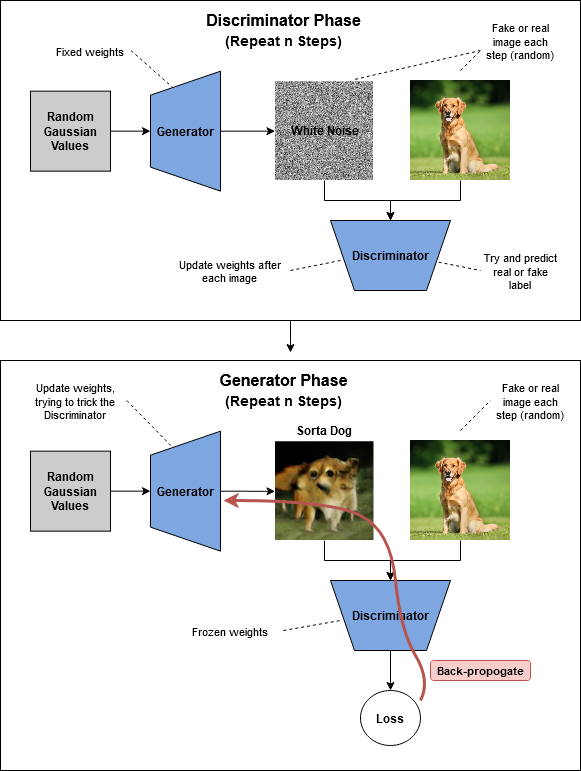 Discriminator Phase
(Repeat n Steps)
Fixed weights
Fake or real
image each
step (random)
Random
Gaussian
Values
Generator
White Noise
Discriminator
Update weights after
each image
Try and predict
real or fake
label
Generator Phase
(Repeat n Steps)
Update weights,
trying to trick the
Discriminator
Fake or real
image each
step (random)
Sorta Dog
Random
Gaussian
Values
Generator
Discriminator
Frozen weights
Back-propogate
Loss